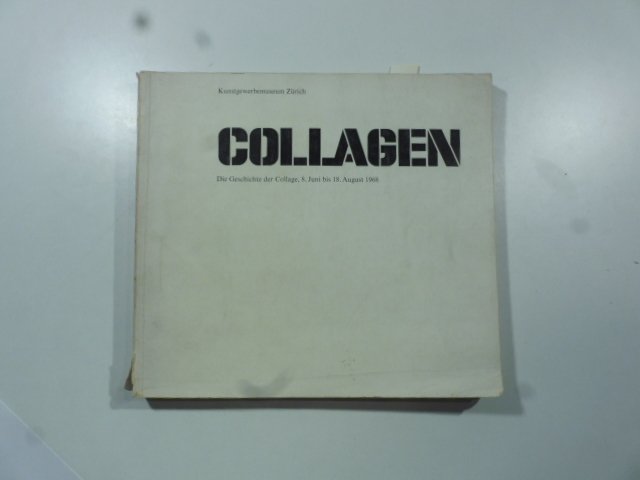 Kunstgewerbemuseum Zürich
COLLAGEN
Die Geschichte der Collage, 8. Juni bis 18. August 1968